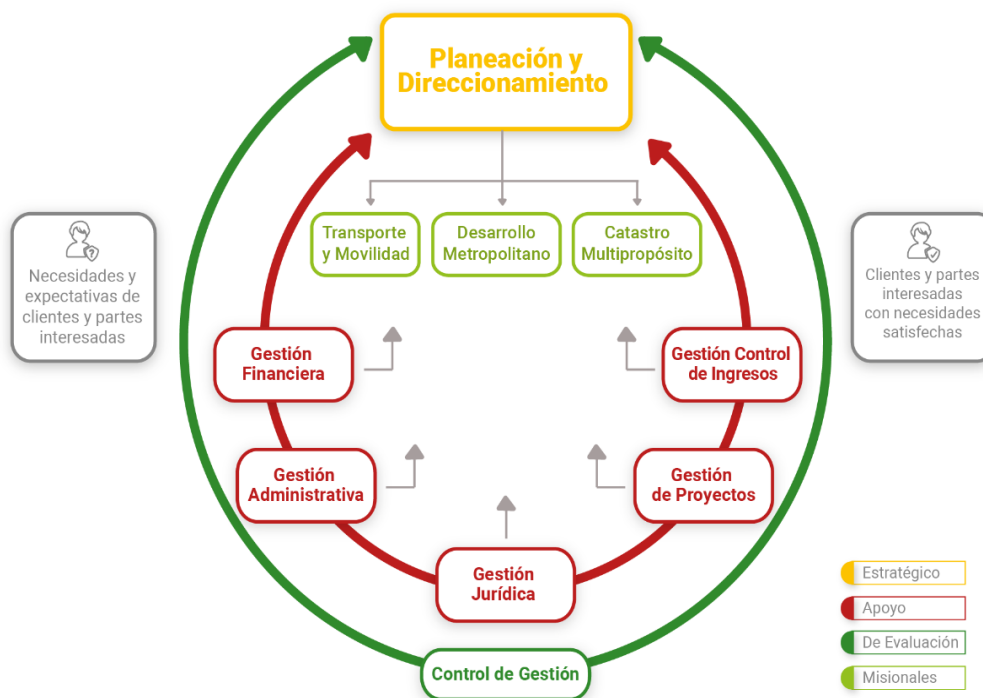 Planeación y
Direccionamiento
Transporte
y Movilidad
Desarrollo
Metropolitano
Catastro
Multipropósito
Necesidades y
expectativas de
clientes y partes
interesadas
Clientes y partes
interesadas
con necesidades
satisfechas
Gestión
Financiera
Gestión Control
de Ingresos
Gestión
Administrativa
Gestión
de Proyectos
Gestión
Jurídica
Control de Gestión
Estratégico
Apoyo
De Evaluación
Misionales